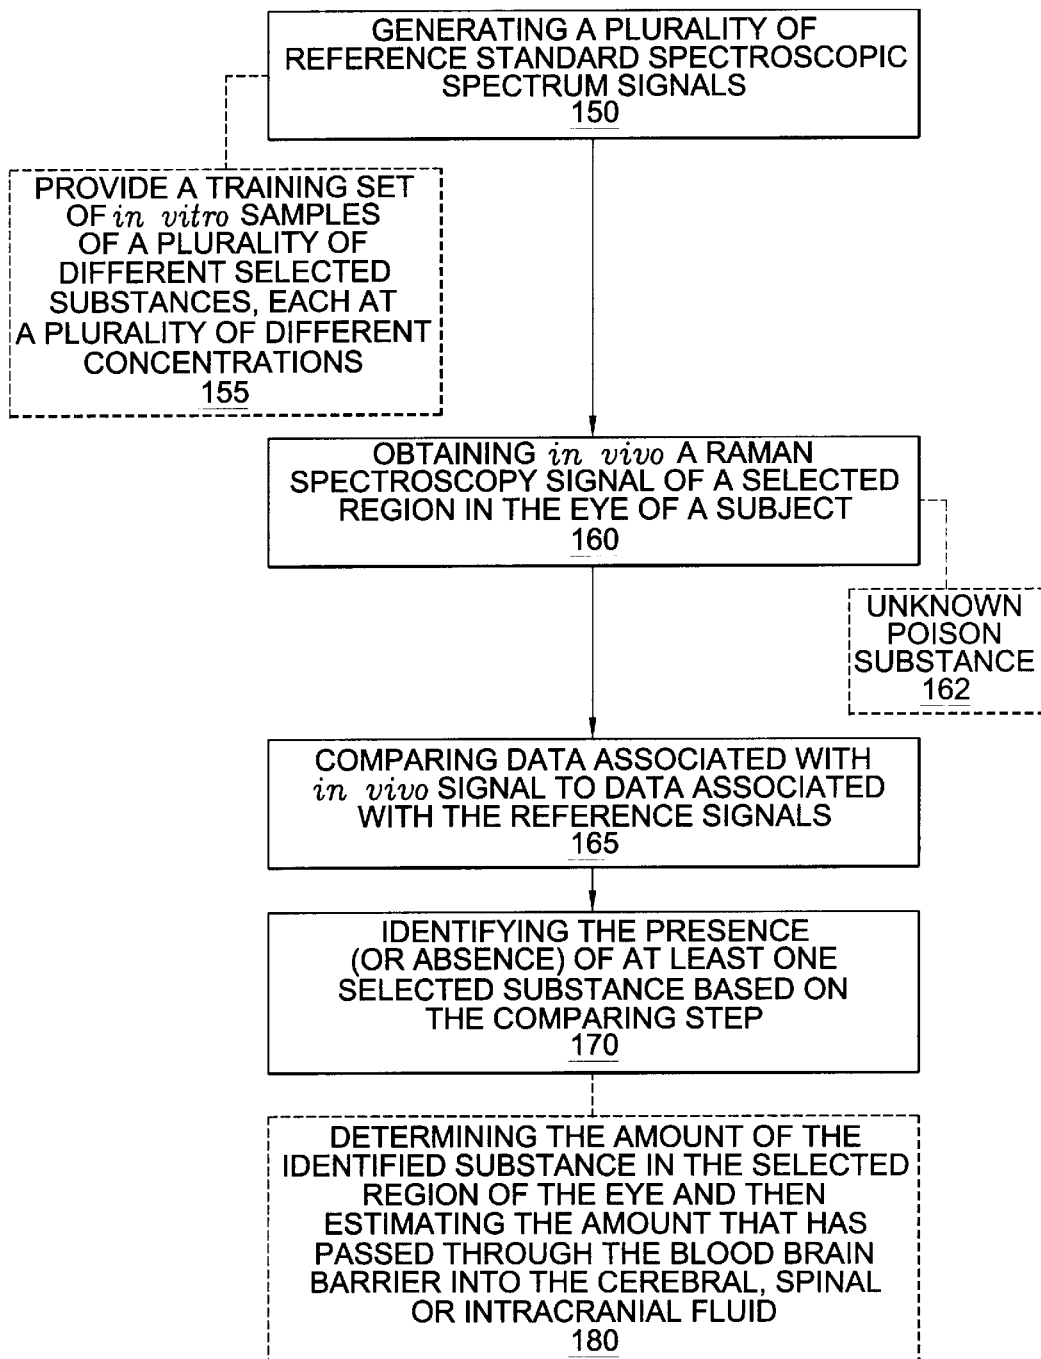 GENERATING A PLURALITY OF
REFERENCE STANDARD SPECTROSCOPIC
SPECTRUM SIGNALS
150
PROVIDE A TRAINING SET
OF in vitro SAMPLES
OF A PLURALITY OF
DIFFERENT SELECTED
SUBSTANCES, EACH AT
A PLURALITY OF DIFFERENT
CONCENTRATIONS
155
OBTAINING in vivo A RAMAN
SPECTROSCOPY SIGNAL OF A SELECTED
REGION IN THE EYE OF A SUBJECT
160
UNKNOWN
POISON
SUBSTANCE
162
COMPARING DATA ASSOCIATED WITH
in vivo SIGNAL TO DATA ASSOCIATED
WITH THE REFERENCE SIGNALS
165
IDENTIFYING THE PRESENCE
(OR ABSENCE) OF AT LEAST ONE
SELECTED SUBSTANCE BASED ON
THE COMPARING STEP
170
DETERMINING THE AMOUNT OF THE
IDENTIFIED SUBSTANCE IN THE SELECTED
REGION OF THE EYE AND THEN
ESTIMATING THE AMOUNT THAT HAS
PASSED THROUGH THE BLOOD BRAIN
BARRIER INTO THE CEREBRAL, SPINAL
OR INTRACRANIAL FLUID
180